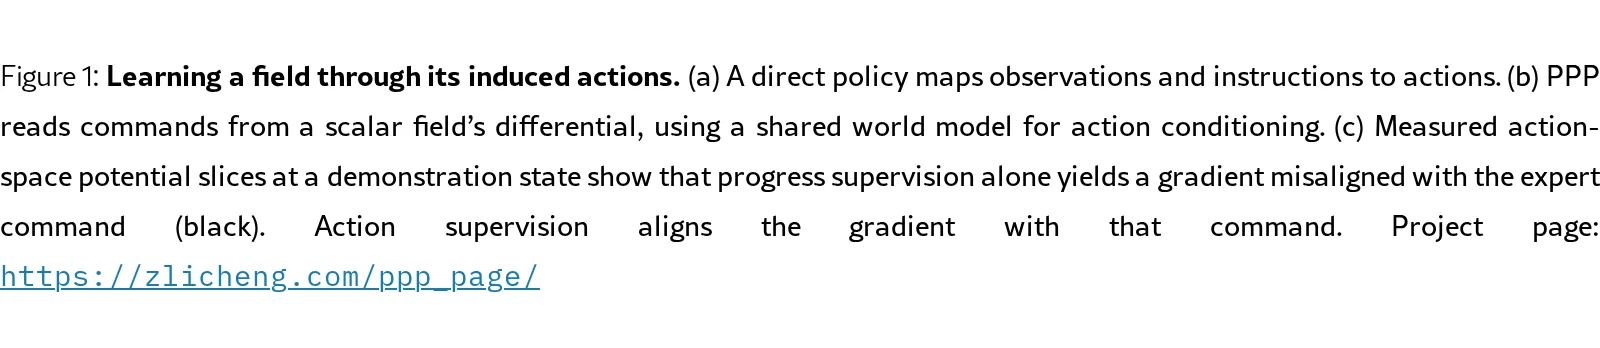 Figure 1: Learning a field through its induced actions. (a) A direct policy maps observations and instructions to actions. (b) PPP
reads commands from a scalar field’s differential, using a shared world model for action conditioning. (c) Measured action-
space potential slices at a demonstration state show that progress supervision alone yields a gradient misaligned with the expert
command (black). Action supervision aligns the gradient with that command. Project page:
https://zlicheng.com/ppp_page/